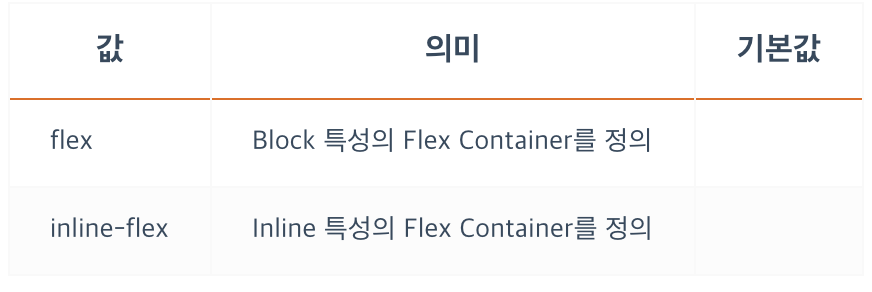 값 의미 기본값
flex Block 특성의 Flex Container를 정의
inline-flex Inline 특성의 Flex Container를 정의